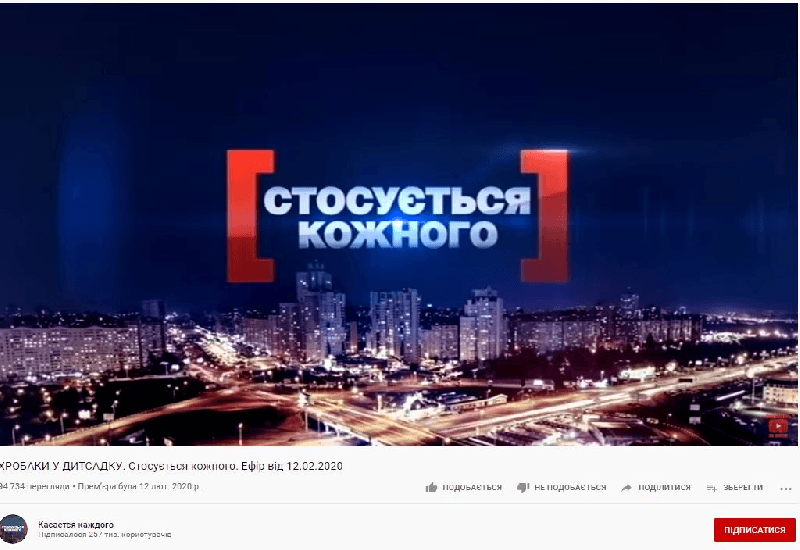 СТОСУЄТЬСЯ
КОЖНОГО
ХРОБАКИ У ДИТСАДКУ. Стосується кожного. Ефір від 12.02.2020
94 734 перегляди • Прем'єра була 12 лют. 2020 р.
ПОДОБАЄТЬСЯ НЕ ПОДОБАЄТЬСЯ ПОДІЛИТИСЯ ЗБЕРЕГТИ
СТОСУЄТЬСЯ
Касается каждого
Підписалося 257 тис. користувачів
ПІДПИСАТИСЯ